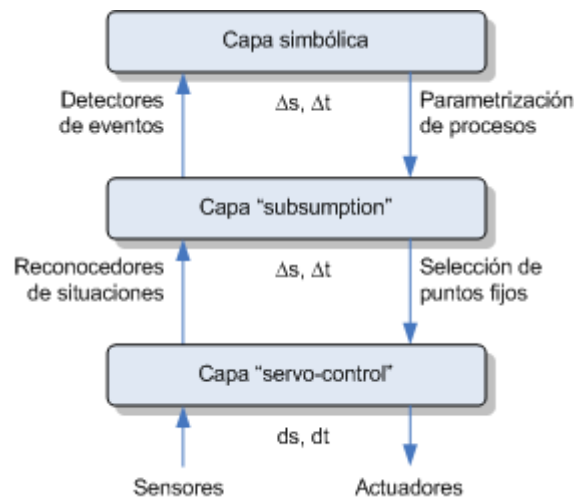 Capa simbólica
Detectores
de eventos
Δs, Δt
Parametrización
de procesos
Capa “subsumption”
Reconocedores
de situaciones
Δs, Δt
Selección de
puntos fijos
Capa “servo-control”
ds, dt
Sensores
Actuadores